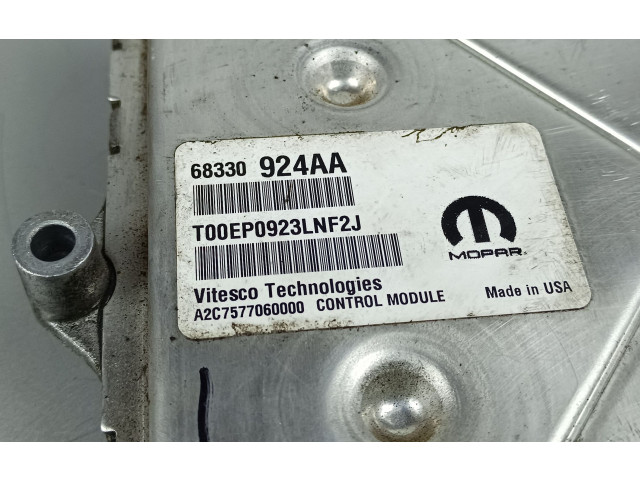 68330 924AA
T00EP0923LNF2J
MOPAR
Vitesco Technologies
A2C7577060000 CONTROL MODULE Made in USA